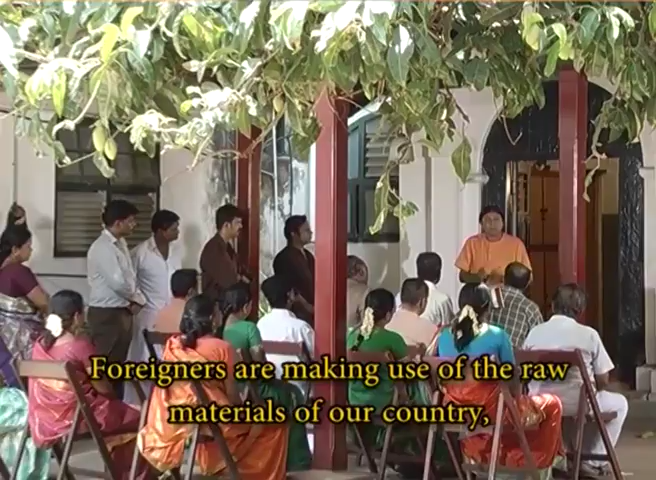 Foreigners are making use of the raw
materials of our country,